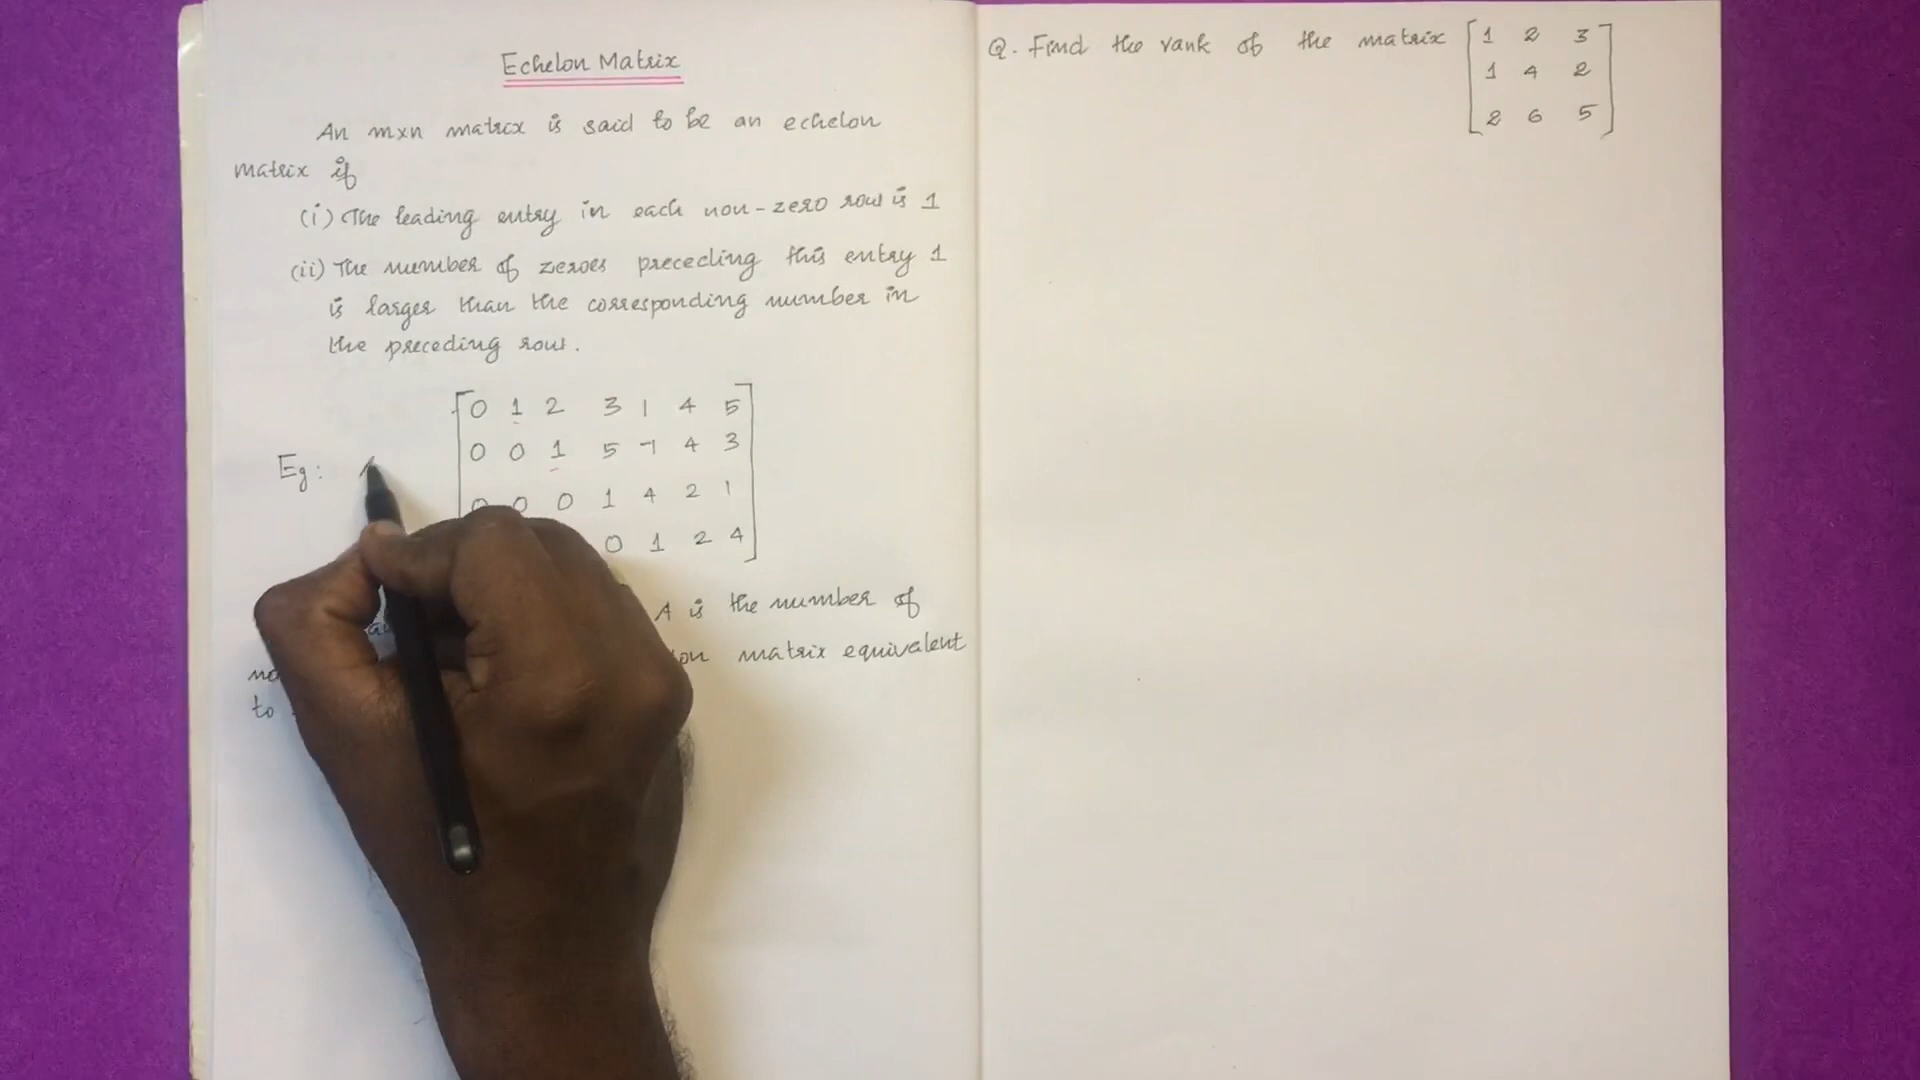 Echelon Matrix
An mxn matrix is said to be an echelon
matrix if
(i) The leading entry in each non-zero row is 1
(ii) The number of zeroes preceding this entry 1
is larger than the corresponding number in
the preceding row.
0 1 2 3 1 4 5
0 0 1 5 -1 4 3
Eg:
0 0 0 1 4 2 1
0 1 2 4
A is the number of
matrix equivalent
to
Q. Find the rank of the matrix 1 2 3
1 4 2
2 6 5